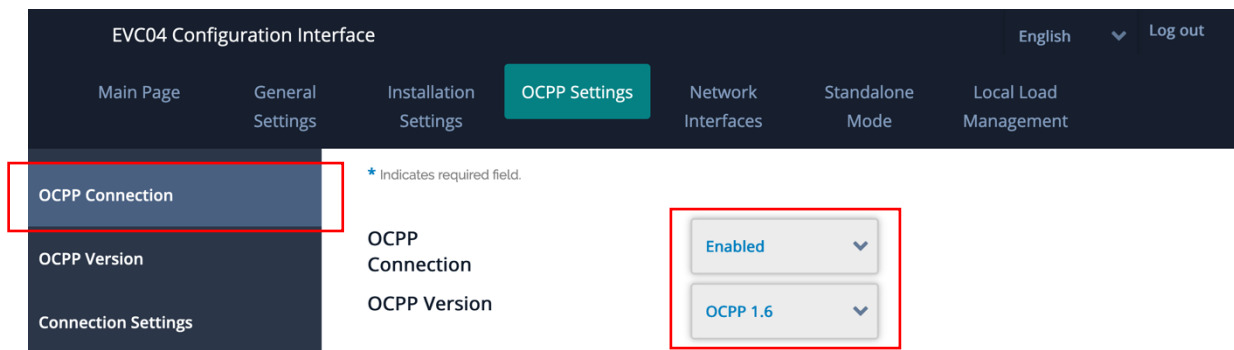 EVC04 Configuration Interface
English
Log out
Main Page
General
Settings
Installation
Settings
OCPP Settings
Network
Interfaces
Standalone
Mode
Local Load
Management
OCPP Connection
OCPP Version
Connection Settings
* Indicates required field.
OCPP
Connection
Enabled
OCPP Version
OCPP 1.6